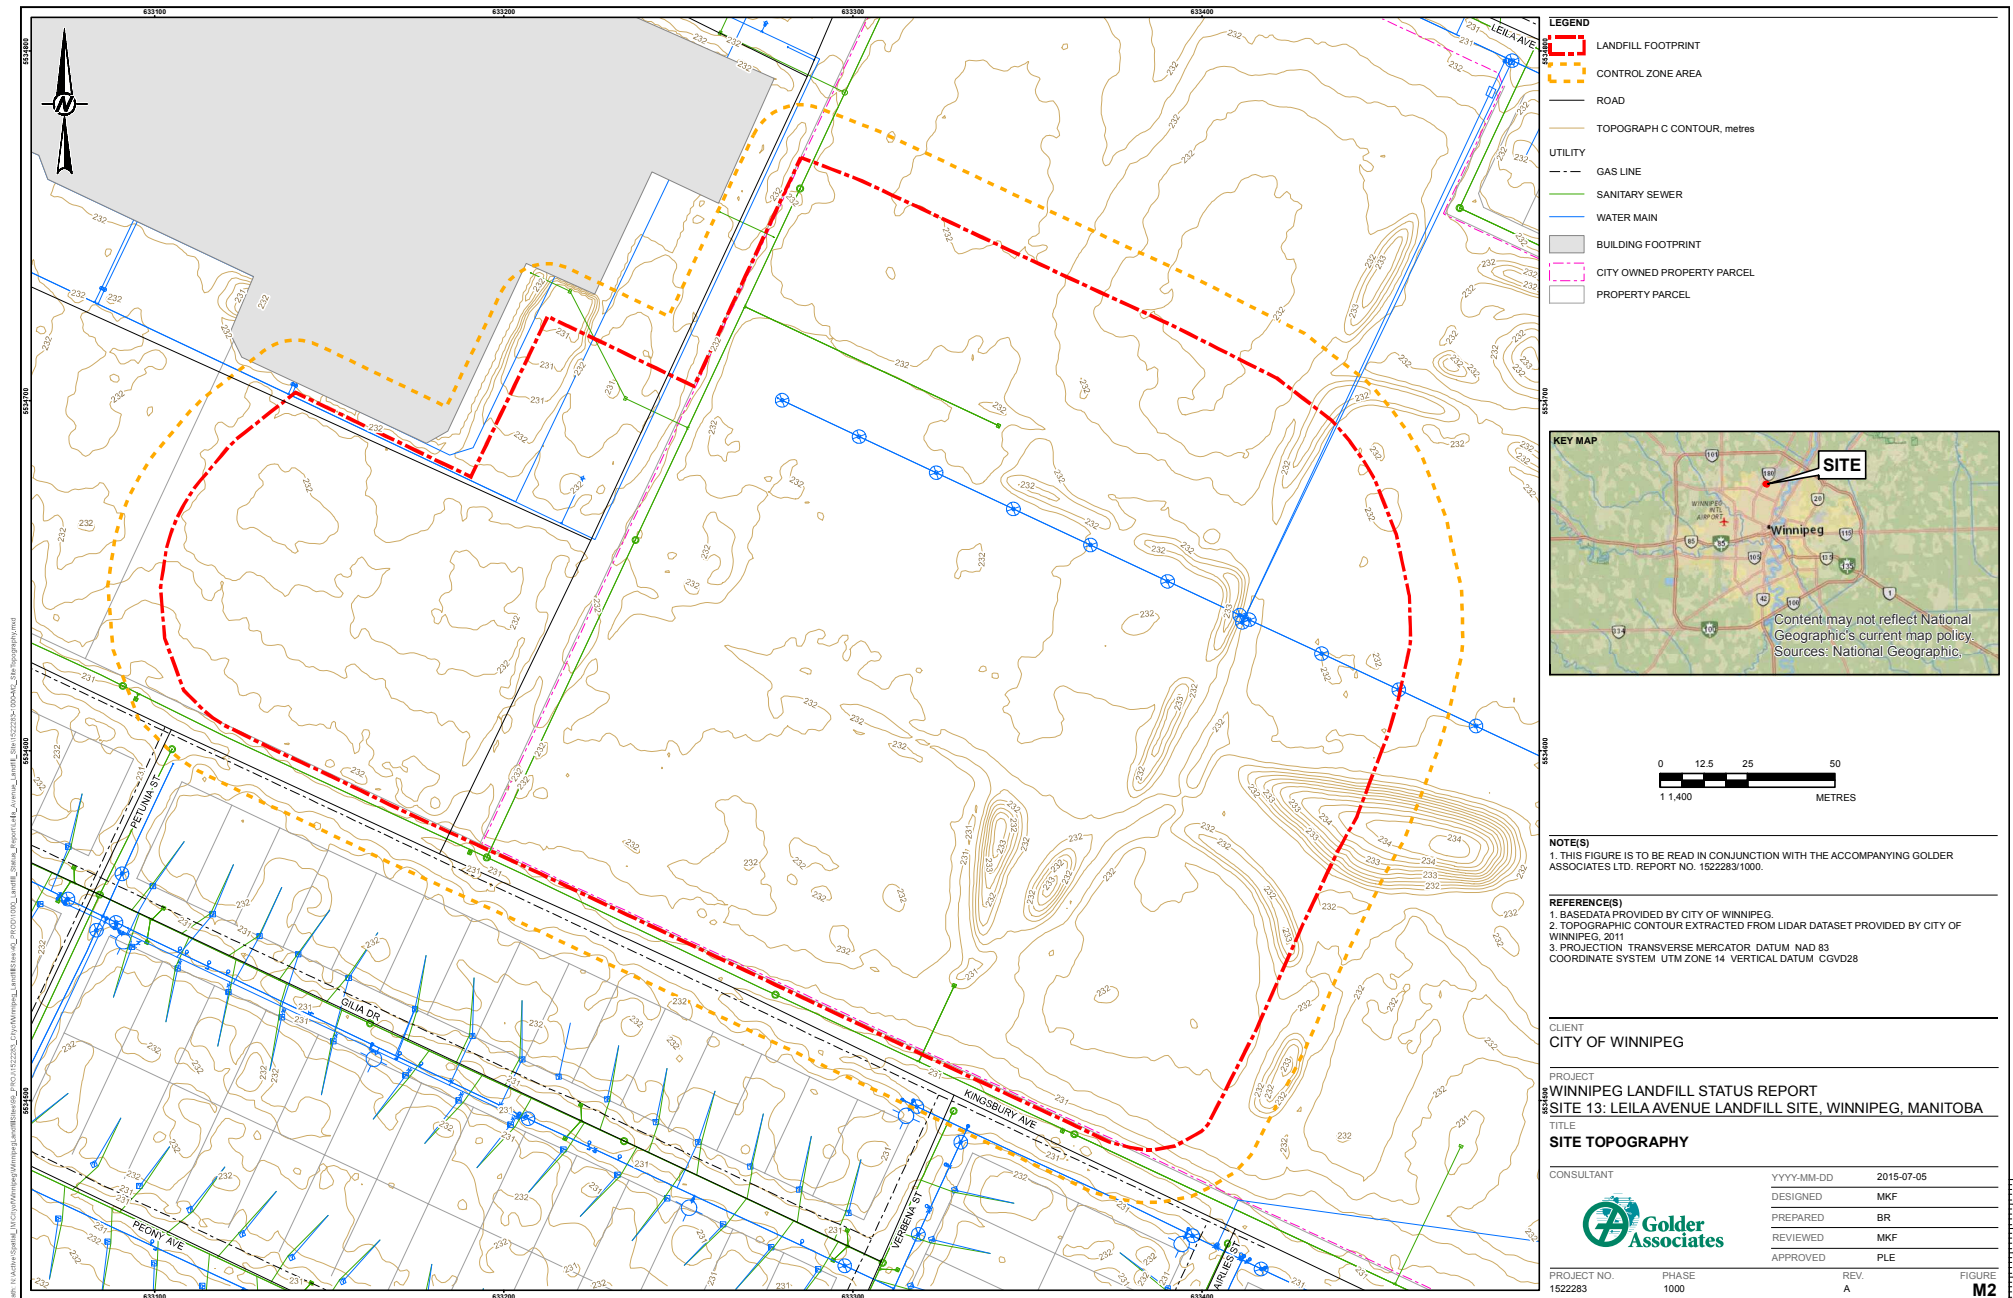 633100
633200
633300
633400
5534800
5534700
5534600
5534500
LEILA AVE
PETUNIA ST
GILIA DR
KINGSBURY AVE
VERBENA ST
PEONY AVE
AIRLIES ST
N
231
232
233
234
LEGEND
LANDFILL FOOTPRINT
CONTROL ZONE AREA
ROAD
TOPOGRAPH C CONTOUR, metres
UTILITY
GAS LINE
SANITARY SEWER
WATER MAIN
BUILDING FOOTPRINT
CITY OWNED PROPERTY PARCEL
PROPERTY PARCEL
KEY MAP
SITE
WINNIPEG
INTL
AIRPORT
Winnipeg
Content may not reflect National
Geographic's current map policy.
Sources: National Geographic,
0 12.5 25 50
1 1,400 METRES
NOTE(S)
1. THIS FIGURE IS TO BE READ IN CONJUNCTION WITH THE ACCOMPANYING GOLDER
ASSOCIATES LTD. REPORT NO. 1522283/1000.
REFERENCE(S)
1. BASEDATA PROVIDED BY CITY OF WINNIPEG.
2. TOPOGRAPHIC CONTOUR EXTRACTED FROM LIDAR DATASET PROVIDED BY CITY OF
WINNIPEG, 2011
3. PROJECTION TRANSVERSE MERCATOR DATUM NAD 83
COORDINATE SYSTEM UTM ZONE 14 VERTICAL DATUM CGVD28
CLIENT
CITY OF WINNIPEG
PROJECT
WINNIPEG LANDFILL STATUS REPORT
SITE 13: LEILA AVENUE LANDFILL SITE, WINNIPEG, MANITOBA
TITLE
SITE TOPOGRAPHY
CONSULTANT
Golder
Associates
YYYY-MM-DD 2015-07-05
DESIGNED MKF
PREPARED BR
REVIEWED MKF
APPROVED PLE
PROJECT NO. PHASE REV. FIGURE
1522283 1000 A M2